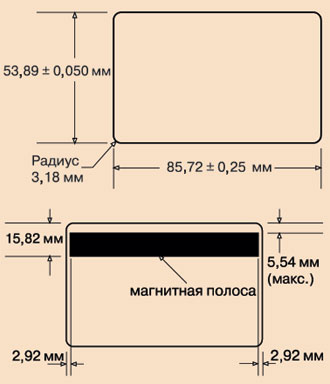 53,89 ± 0,050 мм
Радиус
3,18 мм
85,72 ± 0,25 мм
15,82 мм
5,54 мм
(макс.)
магнитная полоса
2,92 мм
2,92 мм